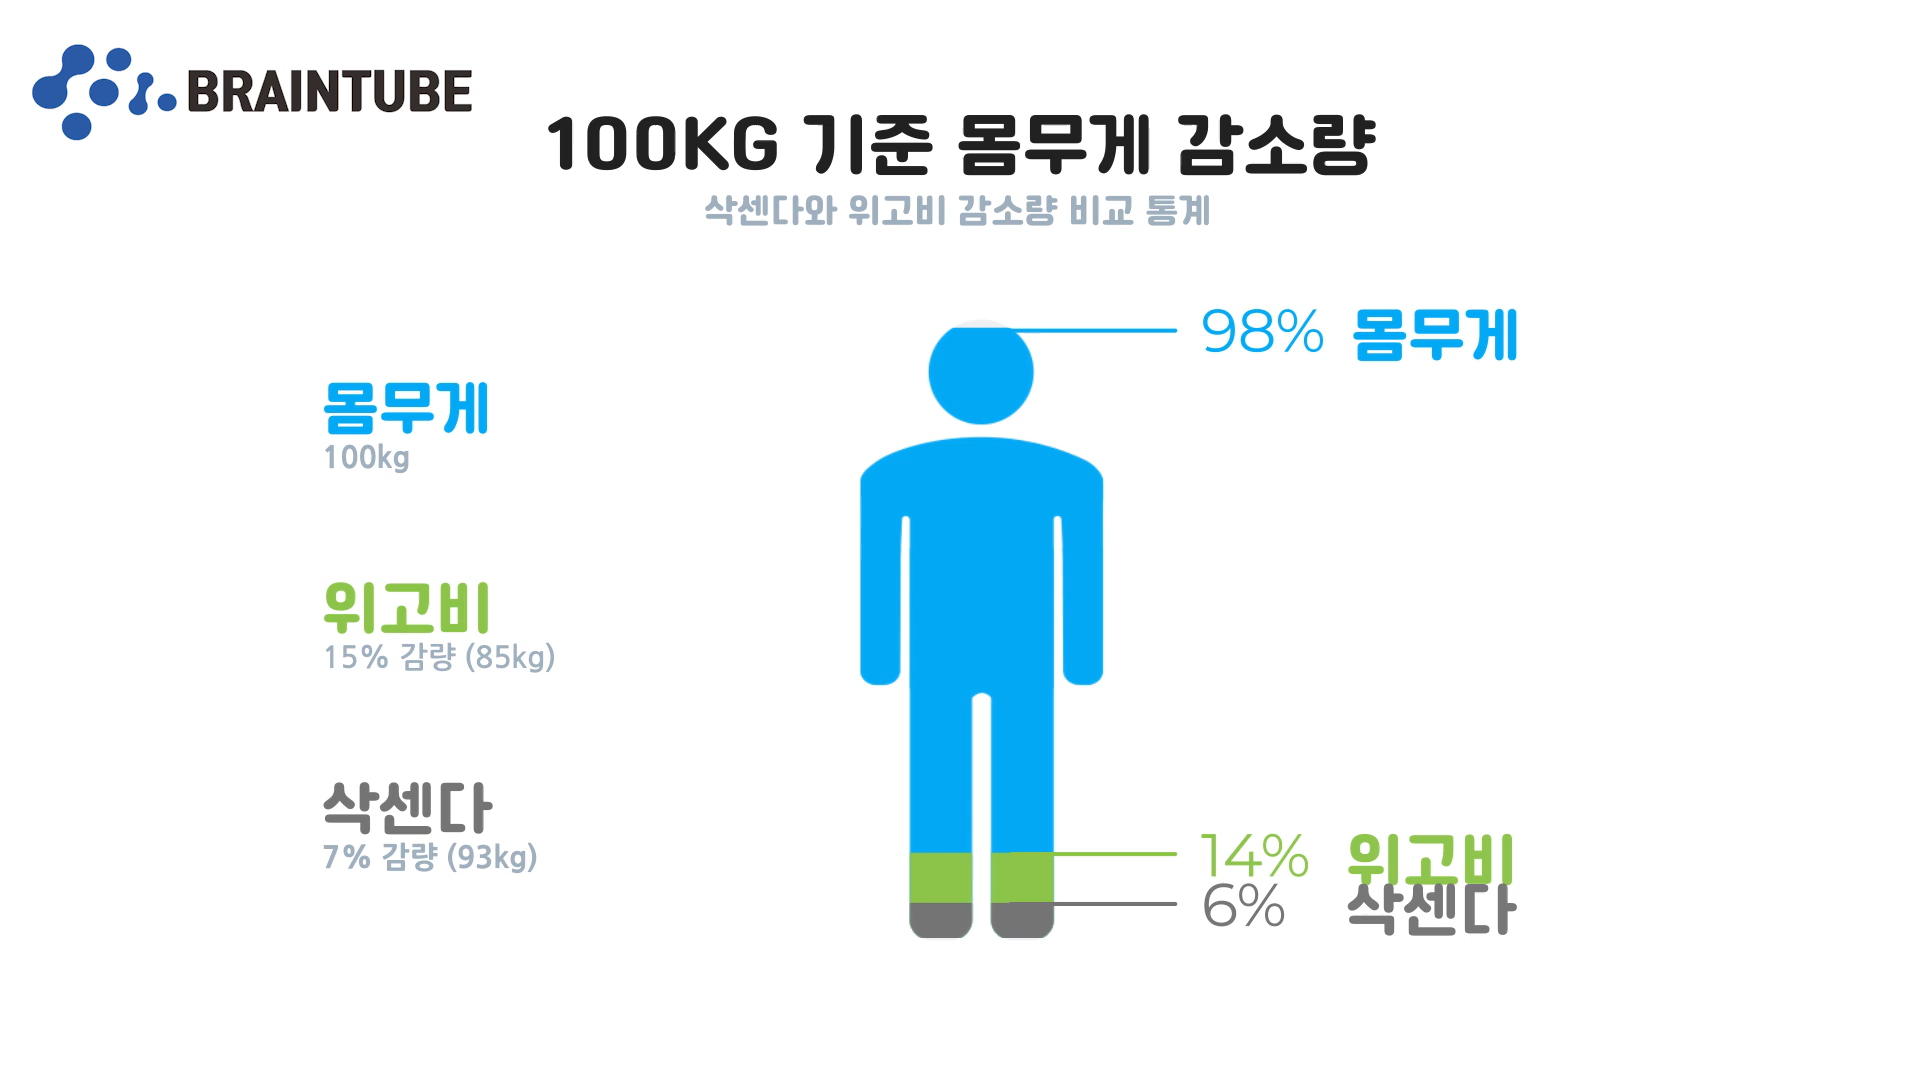 BRAINTUBE
100KG 기준 몸무게 감소량
삭센다와 위고비 감소량 비교 통계
몸무게
100kg
위고비
15% 감량 (85kg)
삭센다
7% 감량 (93kg)
98% 몸무게
14% 위고비
6% 삭센다